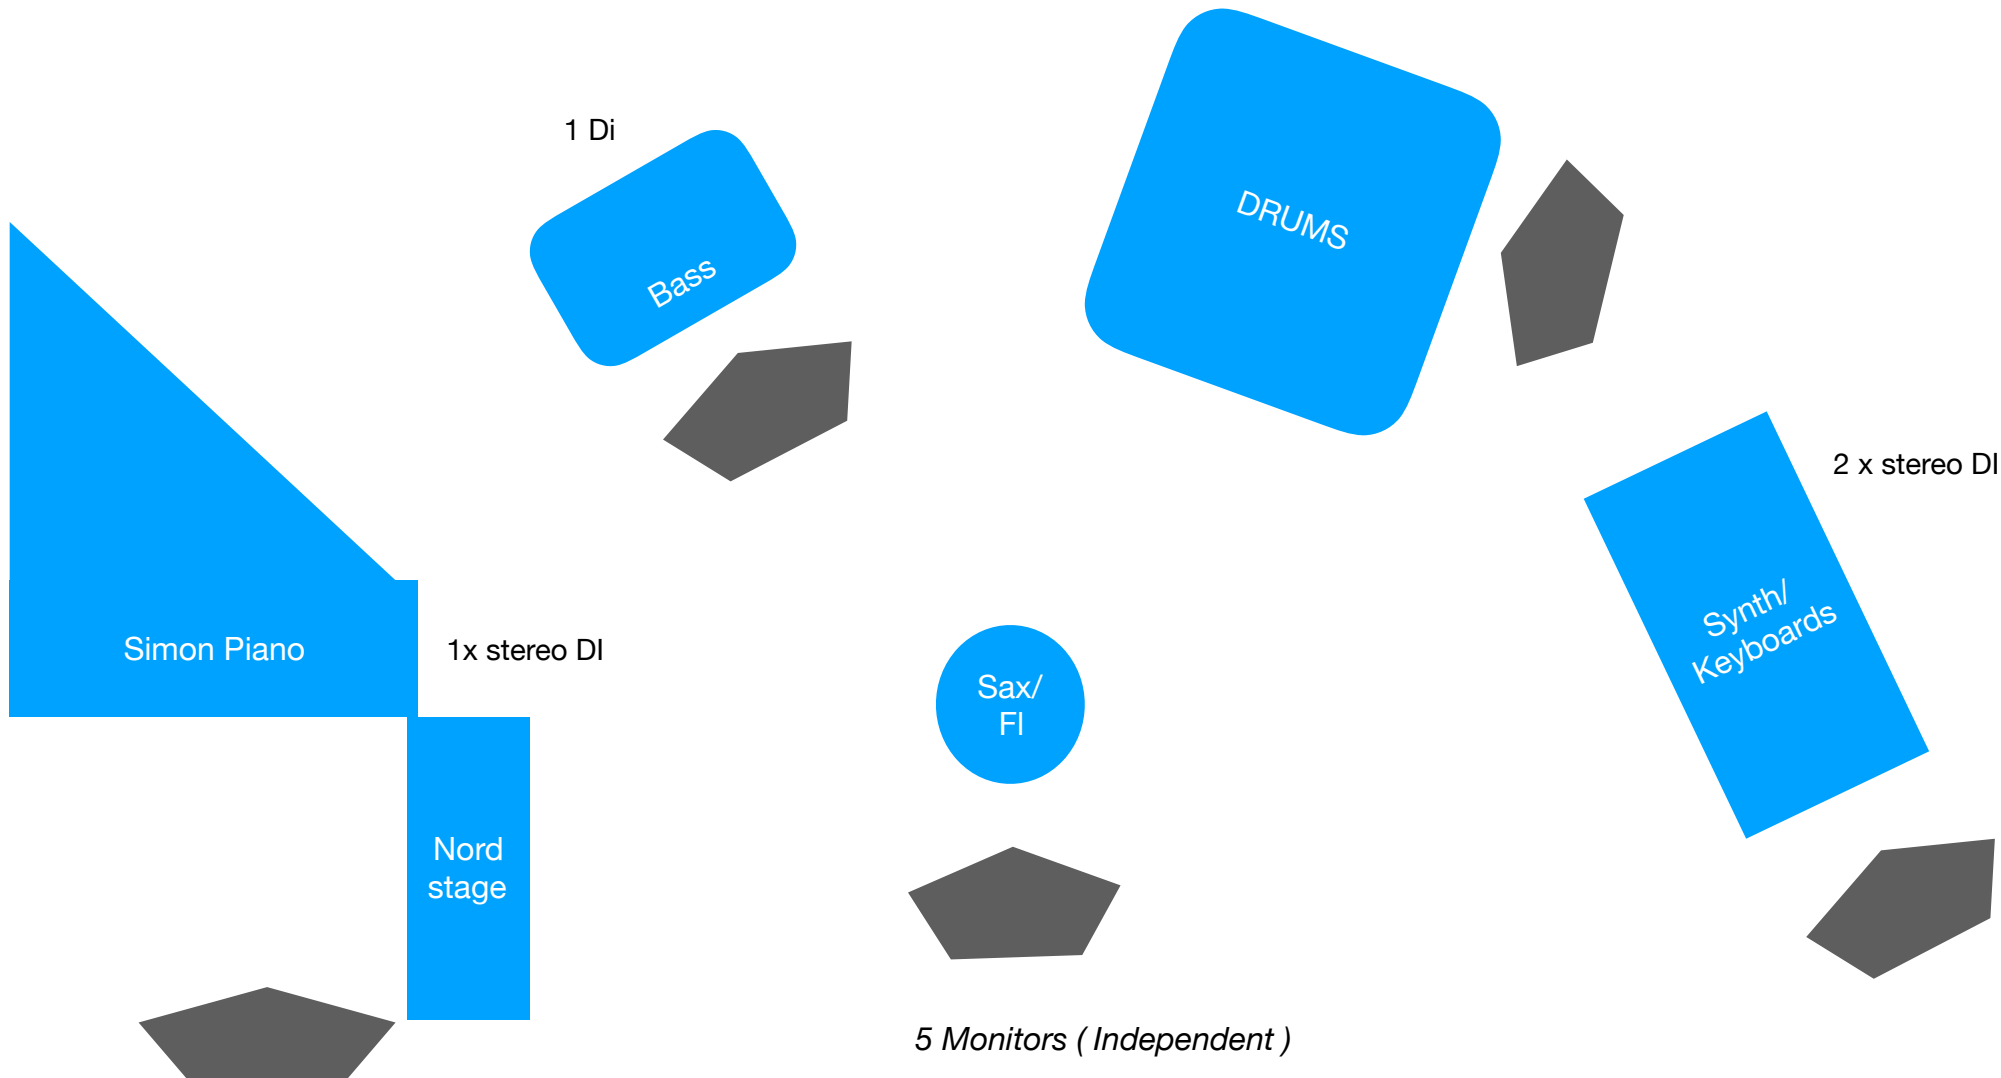 1 Di
Bass
DRUMS
2 x stereo DI
Simon Piano
1x stereo DI
Synth/
Keyboards
Sax/
Fl
Nord
stage
5 Monitors ( Independent )